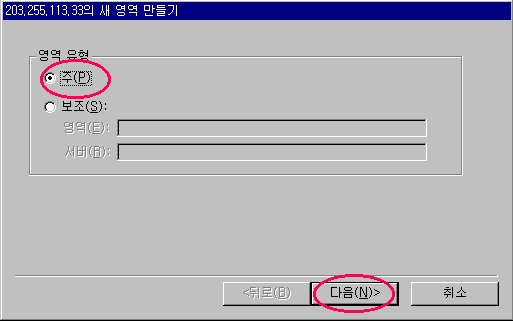 203.255.113.33의 새 영역 만들기
영역 유형
주(P)
보조(S):
영역(E):
서버(R):
<뒤로(B) 다음(N)> 취소